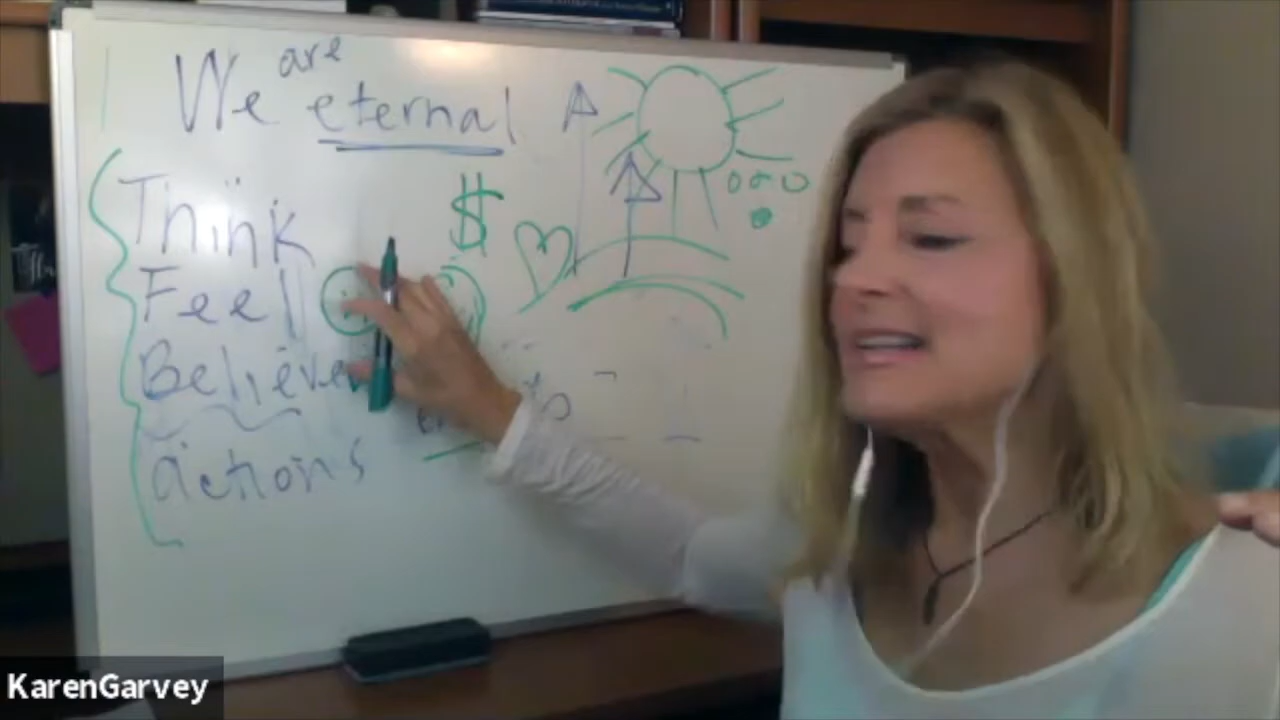 We are eternal
Think
$
Feel
Believe
actions
KarenGarvey